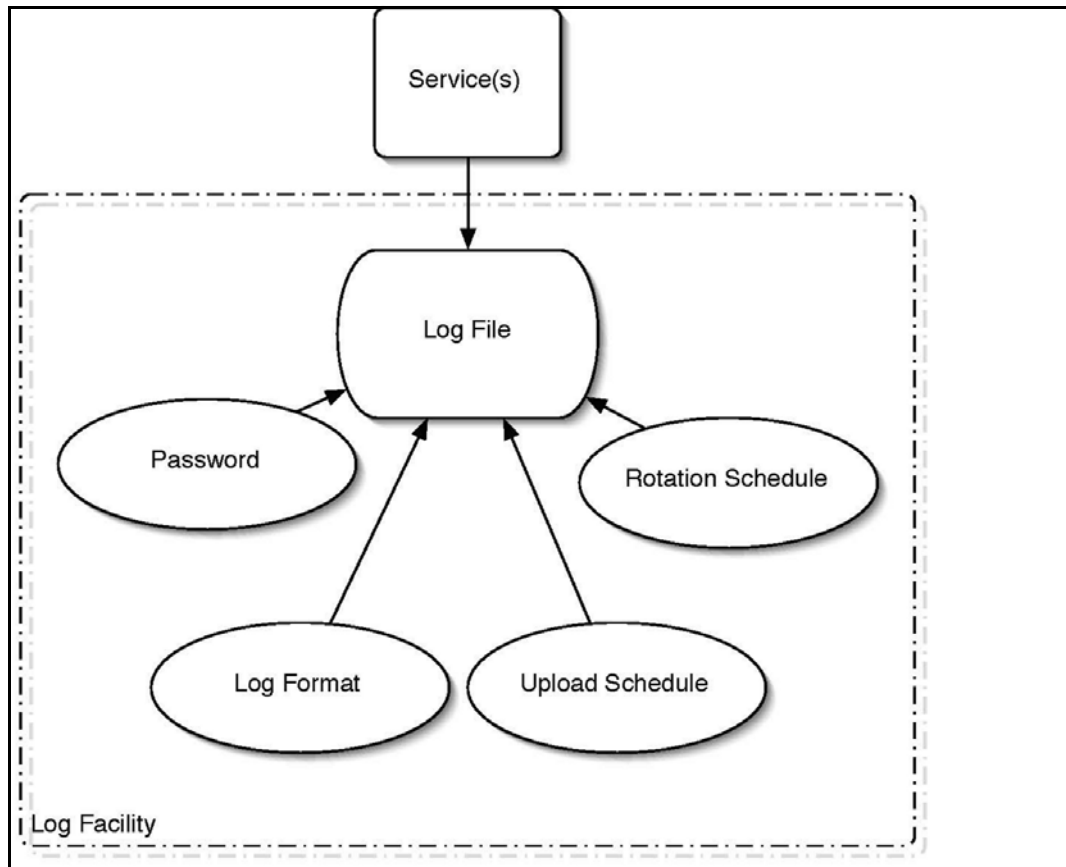 Service(s)
Log File
Password
Rotation Schedule
Log Format
Upload Schedule
Log Facility